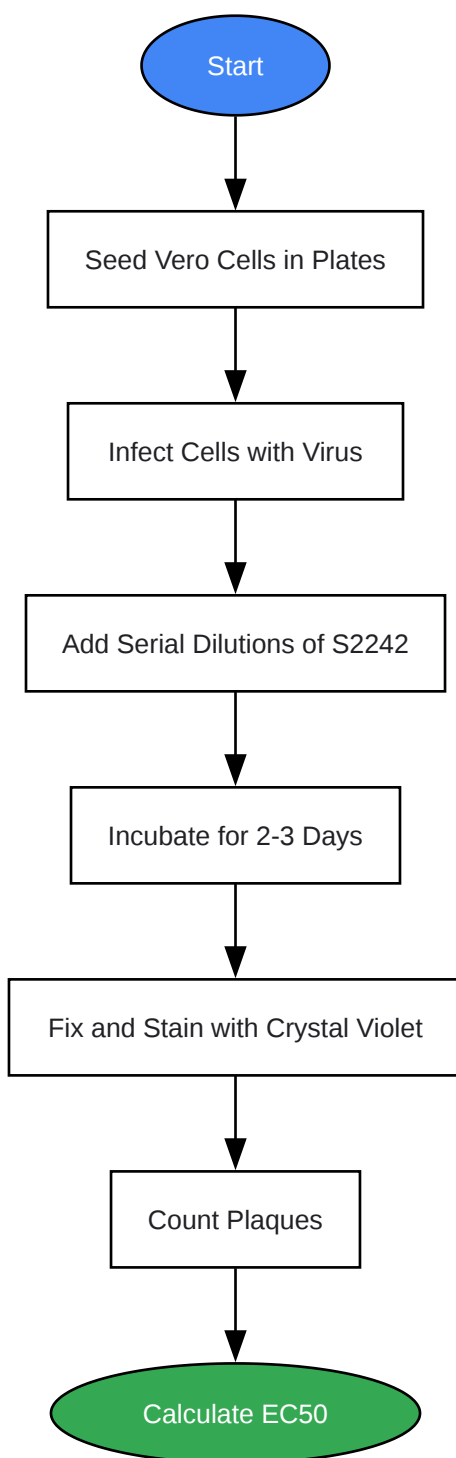 Start
Seed Vero Cells in Plates
Infect Cells with Virus
Add Serial Dilutions of S2242
Incubate for 2-3 Days
Fix and Stain with Crystal Violet
Count Plaques
Calculate EC50